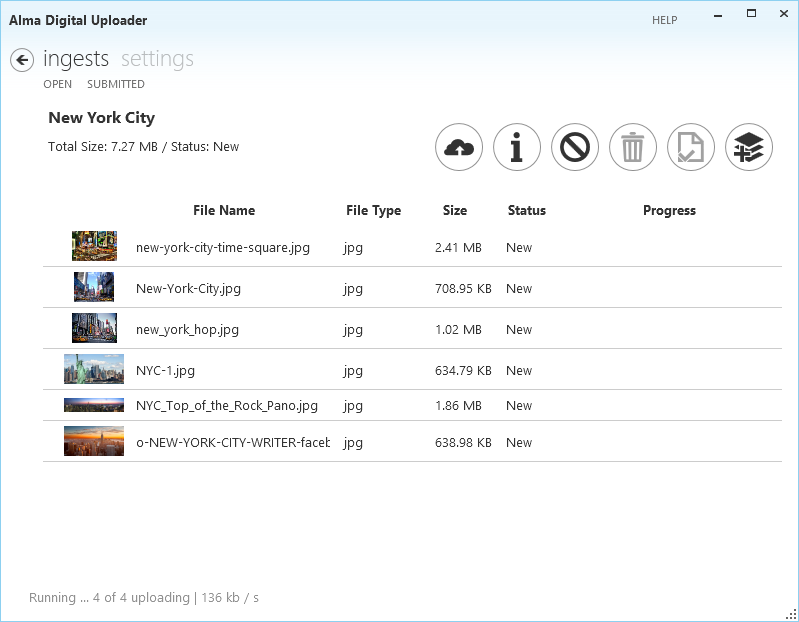 Alma Digital Uploader HELP
ingests settings
OPEN SUBMITTED
New York City
Total Size: 7.27 MB / Status: New
File Name File Type Size Status Progress
new-york-city-time-square.jpg jpg 2.41 MB New
New-York-City.jpg jpg 708.95 KB New
new_york_hop.jpg jpg 1.02 MB New
NYC-1.jpg jpg 634.79 KB New
NYC_Top_of_the_Rock_Pano.jpg jpg 1.86 MB New
o-NEW-YORK-CITY-WRITER-faceb jpg 638.98 KB New
Running ... 4 of 4 uploading | 136 kb / s